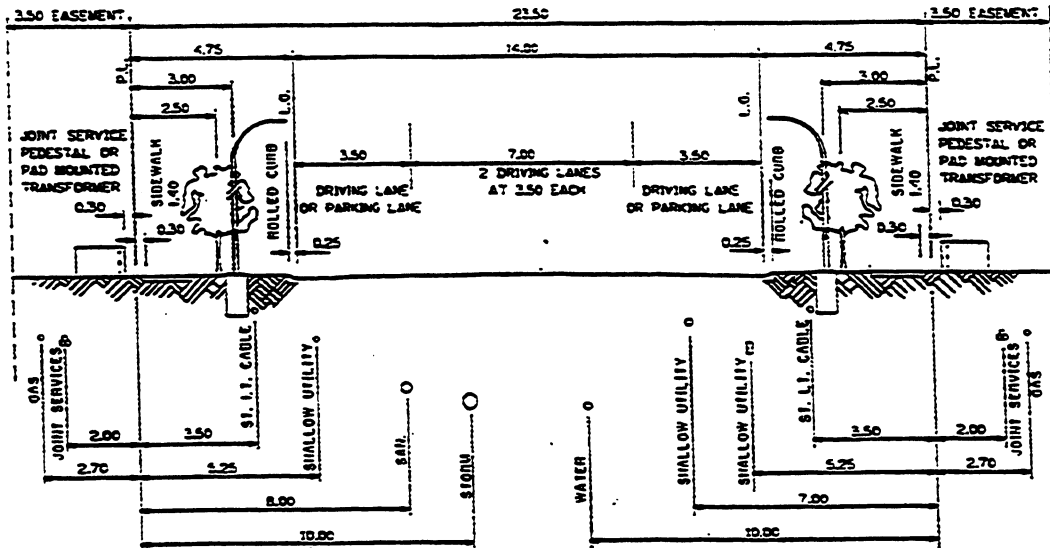 3.50 EASEMENT
23.50
3.50 EASEMENT
4.75
14.00
4.75
P.L.
3.00
3.00
P.L.
2.50
2.50
JOINT SERVICE
PEDESTAL OR
PAD MOUNTED
TRANSFORMER
SIDEWALK
1.40
ROLLED CURB
3.50
7.00
3.50
DRIVING LANE
OR PARKING LANE
2 DRIVING LANES
AT 3.50 EACH
DRIVING LANE
OR PARKING LANE
ROLLED CURB
SIDEWALK
1.40
JOINT SERVICE
PEDESTAL OR
PAD MOUNTED
TRANSFORMER
0.30
0.30
0.25
0.25
0.30
0.30
GAS
JOINT SERVICES
ST. LT. CABLE
SHALLOW UTILITY
SAN.
STORM
WATER
SHALLOW UTILITY
SHALLOW UTILITY
ST. LT. CABLE
JOINT SERVICES
GAS
2.00
3.50
3.50
2.00
2.70
5.25
5.25
2.70
8.00
7.00
10.00
10.00